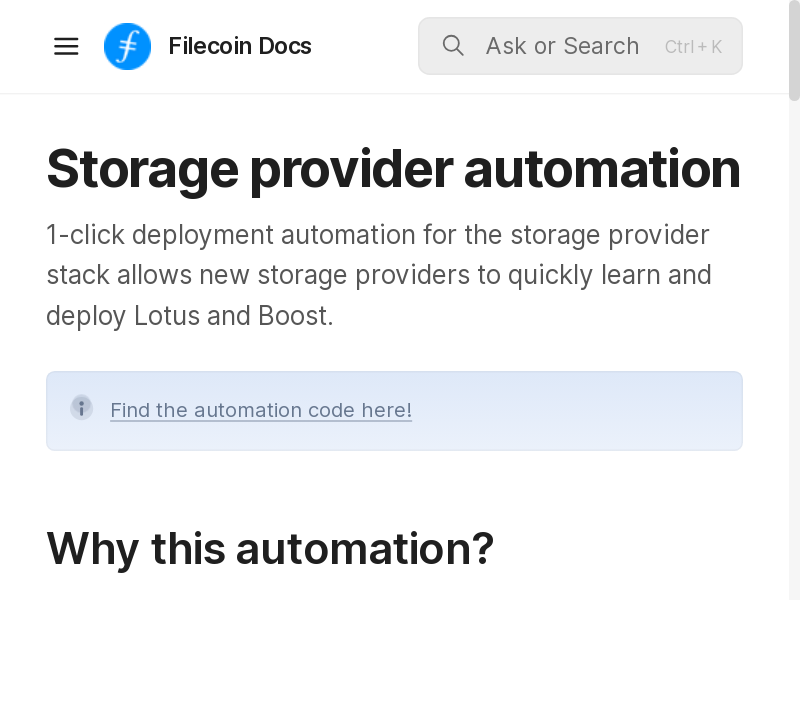 Filecoin Docs
Ask or Search Ctrl + K
Storage provider automation
1-click deployment automation for the storage provider
stack allows new storage providers to quickly learn and
deploy Lotus and Boost.
Find the automation code here!
Why this automation?